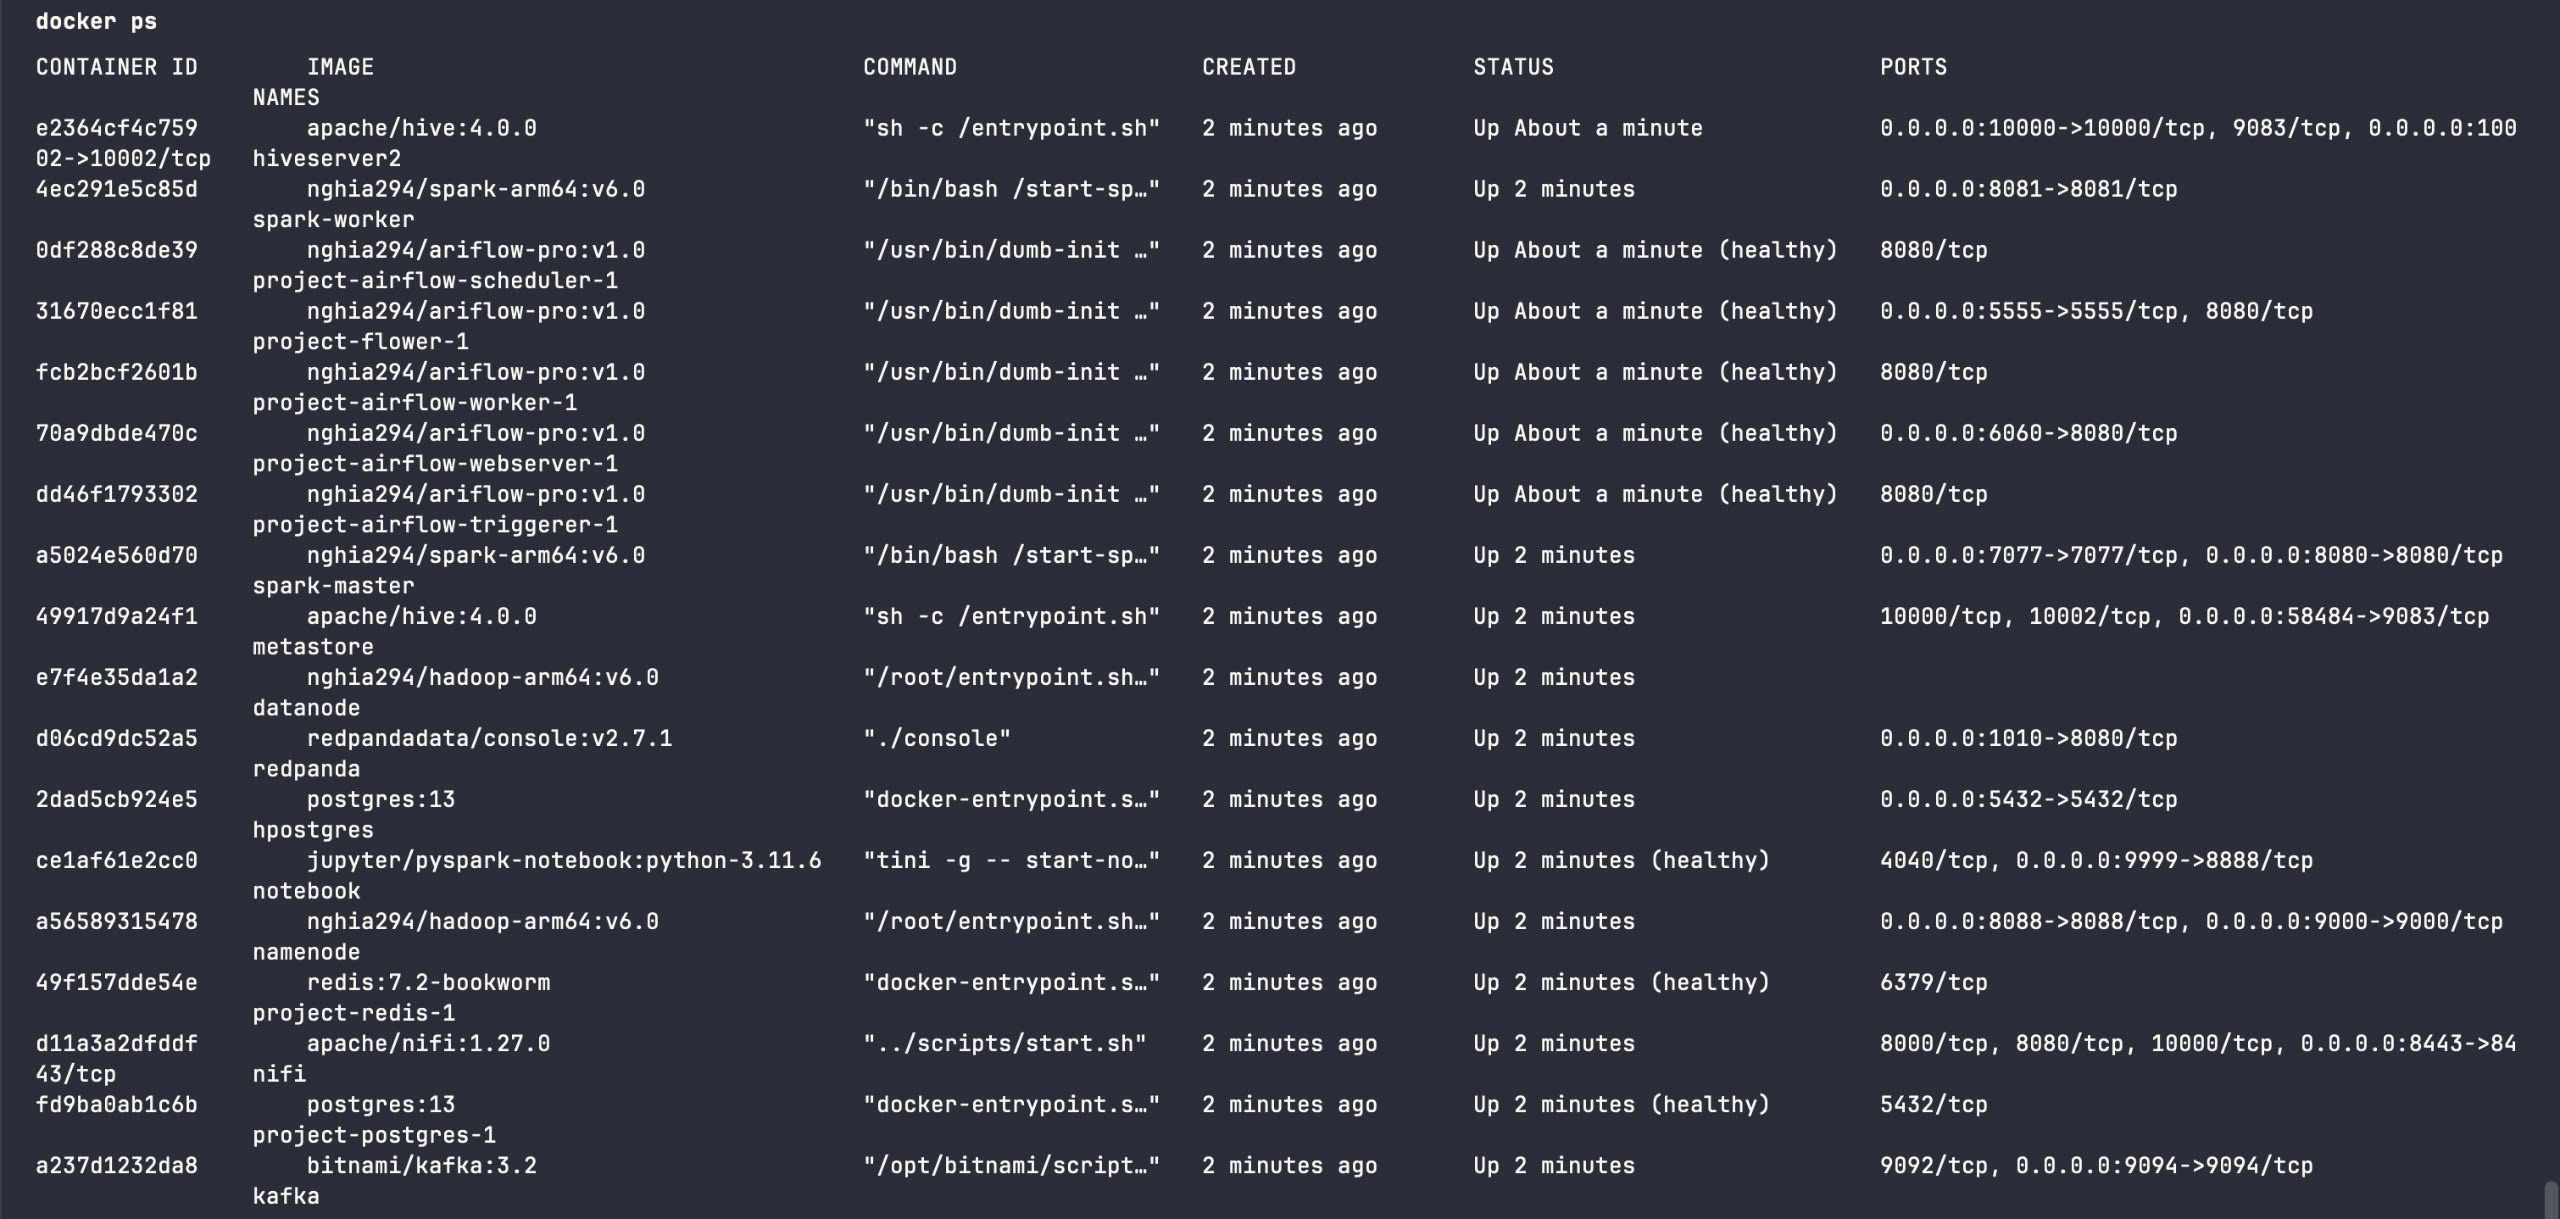 docker ps
CONTAINER ID        IMAGE                                    COMMAND                  CREATED             STATUS                        PORTS
                NAMES
e2364cf4c759        apache/hive:4.0.0                        "sh -c /entrypoint.sh"   2 minutes ago       Up About a minute             0.0.0.0:10000->10000/tcp, 9083/tcp, 0.0.0.0:100
02->10002/tcp   hiveserver2
4ec291e5c85d        nghia294/spark-arm64:v6.0                "/bin/bash /start-sp…"   2 minutes ago       Up 2 minutes                  0.0.0.0:8081->8081/tcp
                spark-worker
0df288c8de39        nghia294/ariflow-pro:v1.0                "/usr/bin/dumb-init …"   2 minutes ago       Up About a minute (healthy)   8080/tcp
                project-airflow-scheduler-1
31670ecc1f81        nghia294/ariflow-pro:v1.0                "/usr/bin/dumb-init …"   2 minutes ago       Up About a minute (healthy)   0.0.0.0:5555->5555/tcp, 8080/tcp
                project-flower-1
fcb2bcf2601b        nghia294/ariflow-pro:v1.0                "/usr/bin/dumb-init …"   2 minutes ago       Up About a minute (healthy)   8080/tcp
                project-airflow-worker-1
70a9dbde470c        nghia294/ariflow-pro:v1.0                "/usr/bin/dumb-init …"   2 minutes ago       Up About a minute (healthy)   0.0.0.0:6060->8080/tcp
                project-airflow-webserver-1
dd46f1793302        nghia294/ariflow-pro:v1.0                "/usr/bin/dumb-init …"   2 minutes ago       Up About a minute (healthy)   8080/tcp
                project-airflow-triggerer-1
a5024e560d70        nghia294/spark-arm64:v6.0                "/bin/bash /start-sp…"   2 minutes ago       Up 2 minutes                  0.0.0.0:7077->7077/tcp, 0.0.0.0:8080->8080/tcp
                spark-master
49917d9a24f1        apache/hive:4.0.0                        "sh -c /entrypoint.sh"   2 minutes ago       Up 2 minutes                  10000/tcp, 10002/tcp, 0.0.0.0:58484->9083/tcp
                metastore
e7f4e35da1a2        nghia294/hadoop-arm64:v6.0               "/root/entrypoint.sh…"   2 minutes ago       Up 2 minutes
                datanode
d06cd9dc52a5        redpandadata/console:v2.7.1              "./console"              2 minutes ago       Up 2 minutes                  0.0.0.0:1010->8080/tcp
                redpanda
2dad5cb924e5        postgres:13                              "docker-entrypoint.s…"   2 minutes ago       Up 2 minutes                  0.0.0.0:5432->5432/tcp
                hpostgres
ce1af61e2cc0        jupyter/pyspark-notebook:python-3.11.6   "tini -g -- start-no…"   2 minutes ago       Up 2 minutes (healthy)        4040/tcp, 0.0.0.0:9999->8888/tcp
                notebook
a56589315478        nghia294/hadoop-arm64:v6.0               "/root/entrypoint.sh…"   2 minutes ago       Up 2 minutes                  0.0.0.0:8088->8088/tcp, 0.0.0.0:9000->9000/tcp
                namenode
49f157dde54e        redis:7.2-bookworm                       "docker-entrypoint.s…"   2 minutes ago       Up 2 minutes (healthy)        6379/tcp
                project-redis-1
d11a3a2dfddf        apache/nifi:1.27.0                       "../scripts/start.sh"    2 minutes ago       Up 2 minutes                  8000/tcp, 8080/tcp, 10000/tcp, 0.0.0.0:8443->84
43/tcp          nifi
fd9ba0ab1c6b        postgres:13                              "docker-entrypoint.s…"   2 minutes ago       Up 2 minutes (healthy)        5432/tcp
                project-postgres-1
a237d1232da8        bitnami/kafka:3.2                        "/opt/bitnami/script…"   2 minutes ago       Up 2 minutes                  9092/tcp, 0.0.0.0:9094->9094/tcp
                kafka